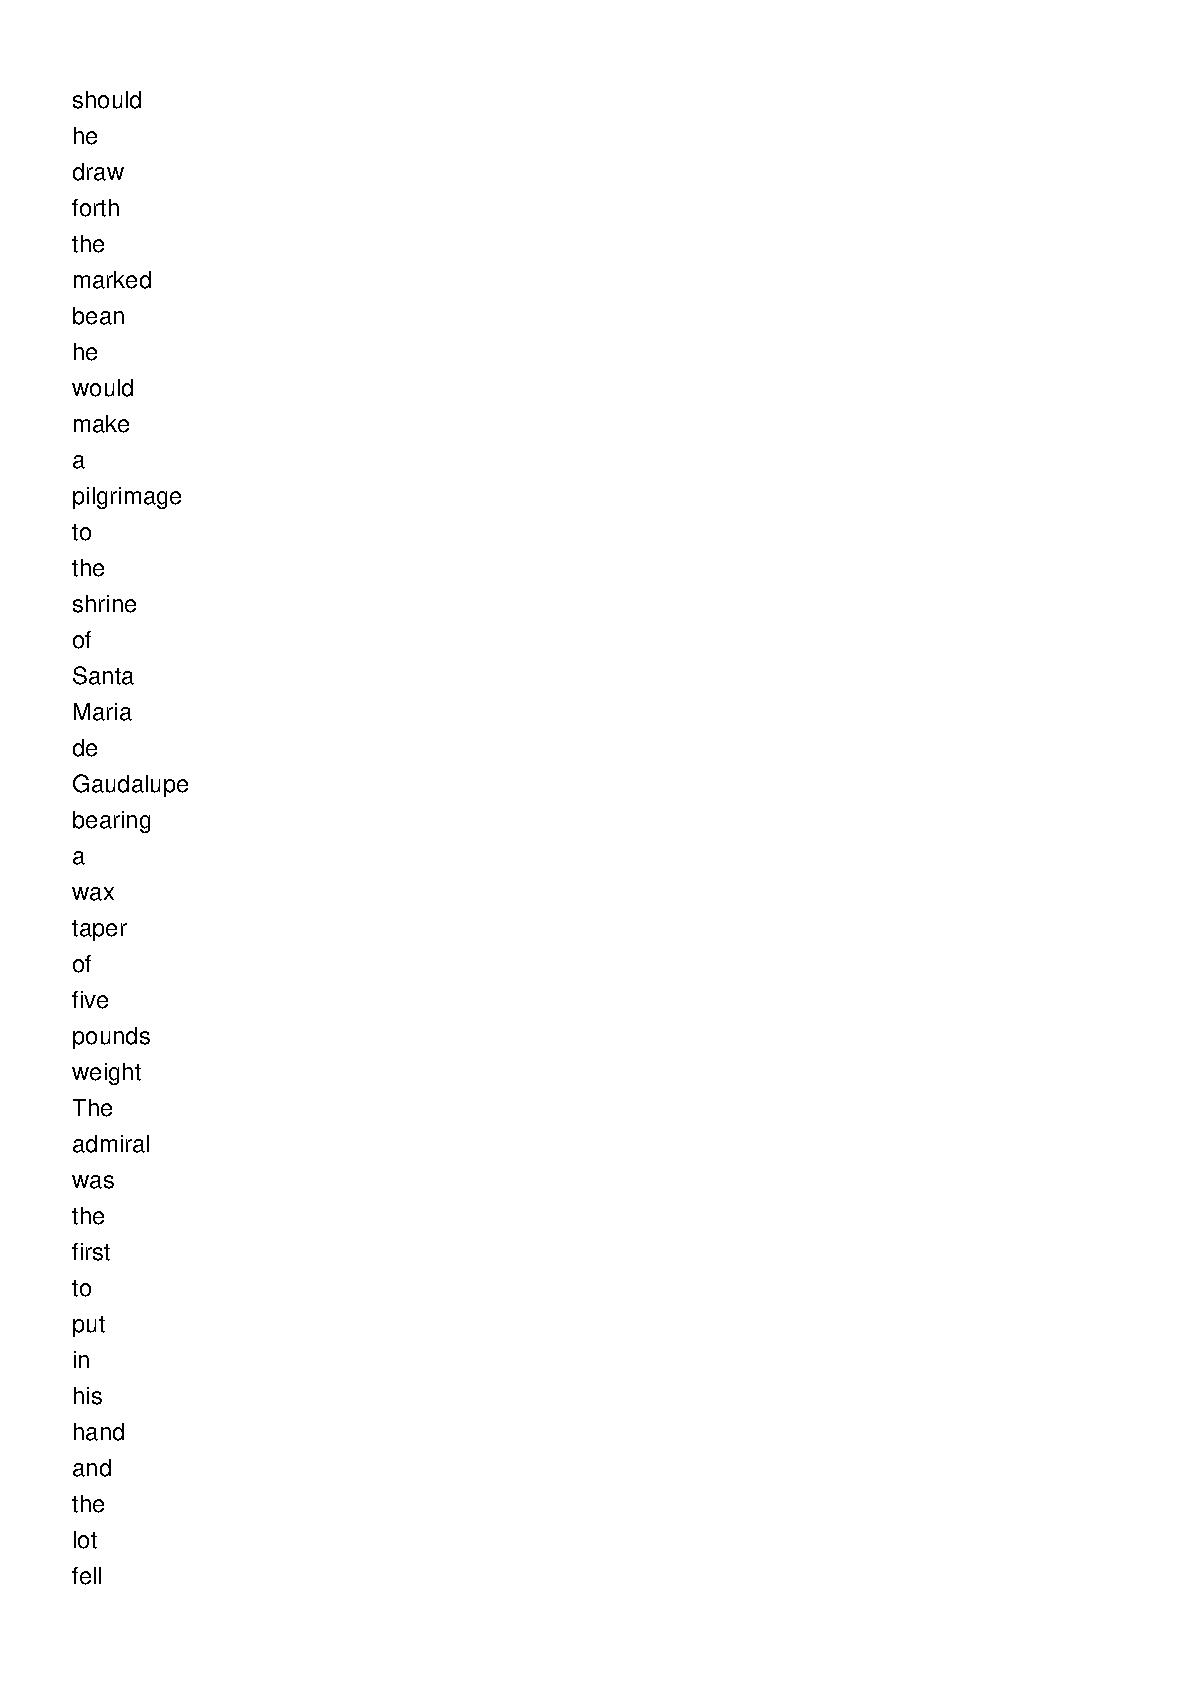 should
he
draw
forth
the
marked
bean
he
would
make
a
pilgrimage
to
the
shrine
of
Santa
Maria
de
Gaudalupe
bearing
a
wax
taper
of
five
pounds
weight
The
admiral
was
the
first
to
put
in
his
hand
and
the
lot
fell